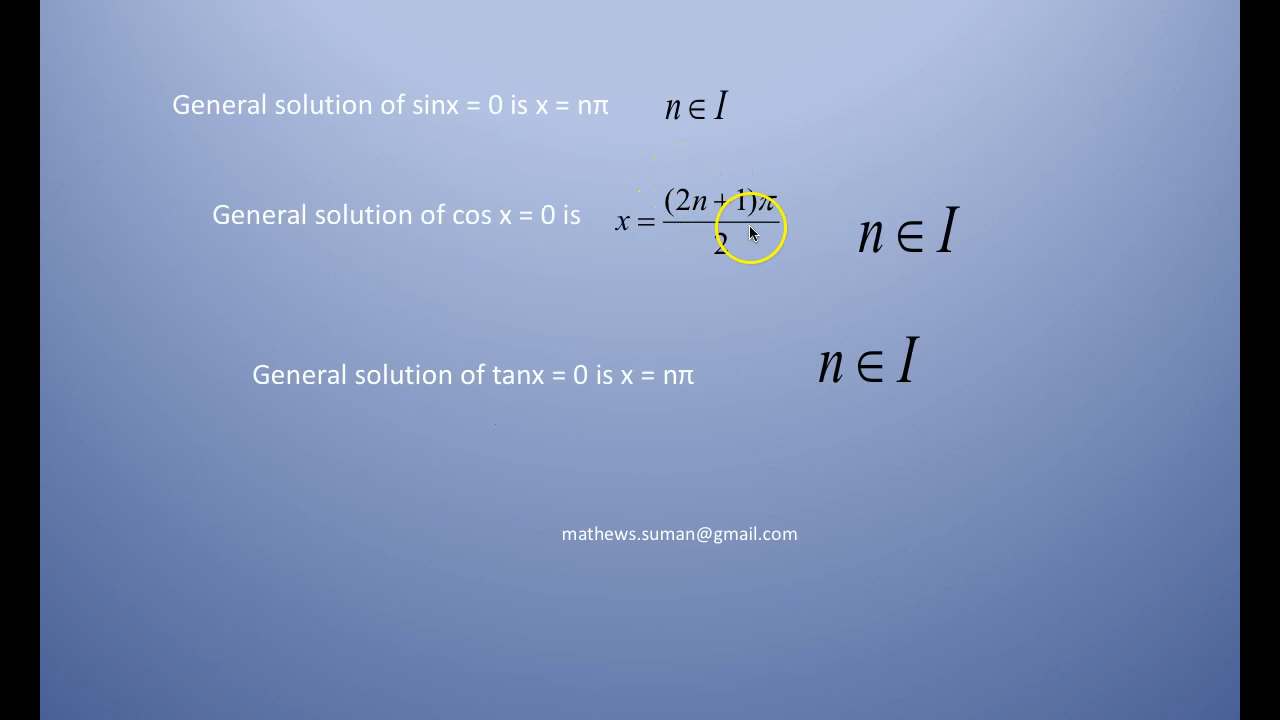 General solution of sinx = 0 is x = nπ n ∈ I
General solution of cos x = 0 is x = (2n + 1)π / 2 n ∈ I
General solution of tanx = 0 is x = nπ n ∈ I
mathews.suman@gmail.com